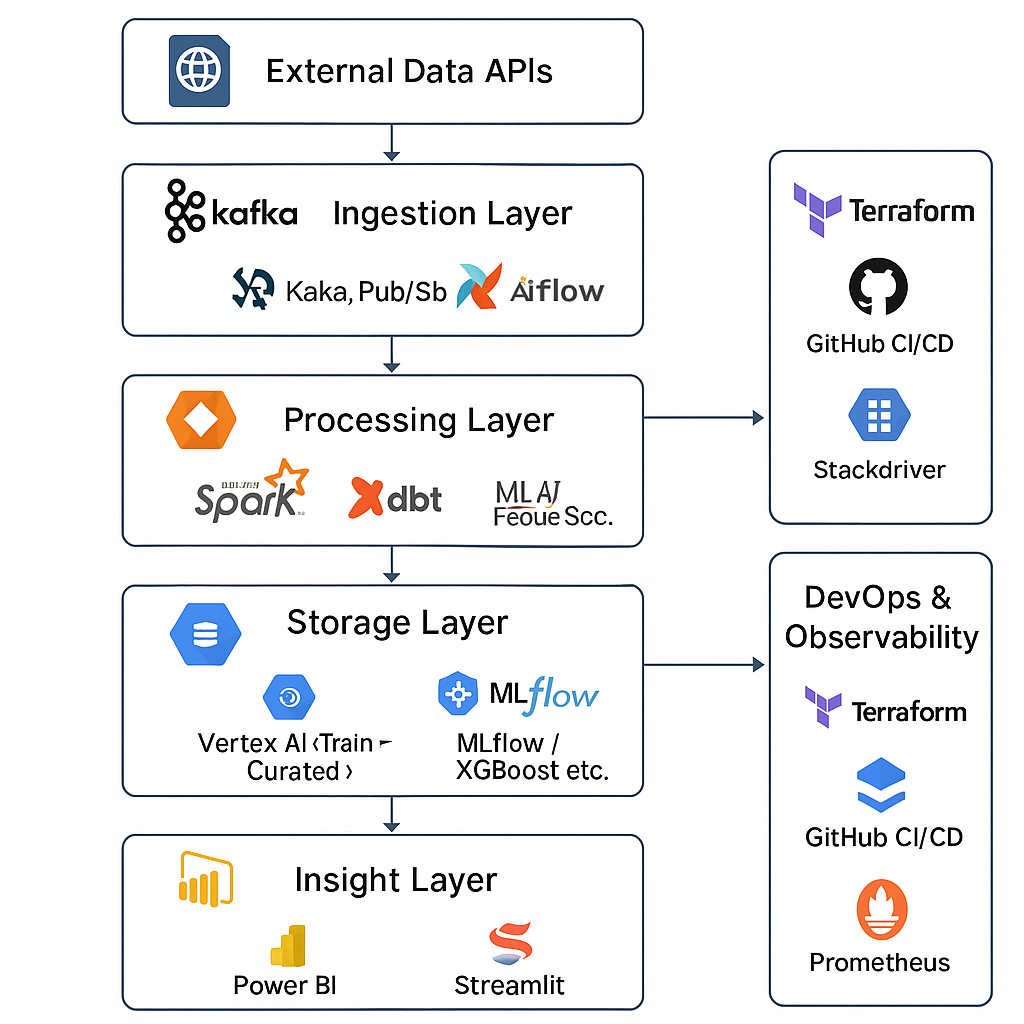 External Data APIs
kafka Ingestion Layer
Kaka, Pub/Sb Aiflow
Processing Layer
Spark dbt ML AJ
Feoue Scc.
Storage Layer
MLflow
Vertex AI ‹Train
Curated ›
MLflow /
XGBoost etc.
Insight Layer
Power BI
Streamlit
Terraform
GitHub CI/CD
Stackdriver
DevOps &
Observability
Terraform
GitHub CI/CD
Prometheus